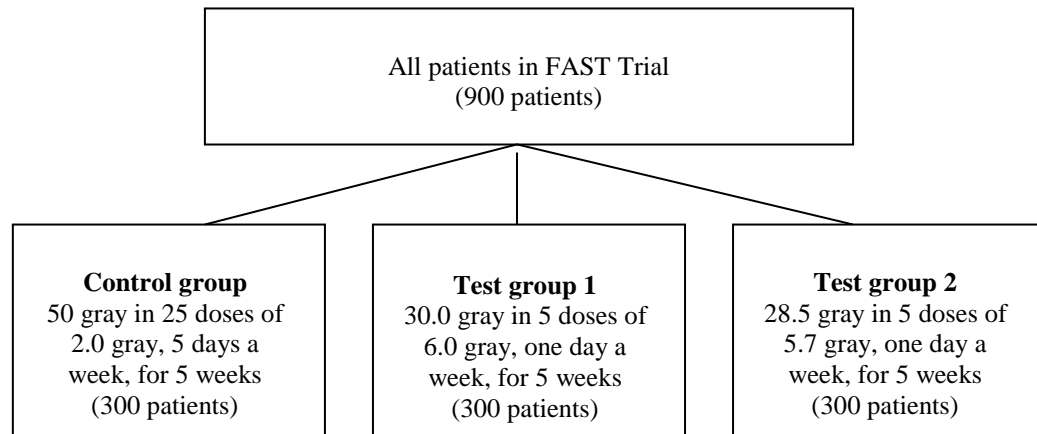 All patients in FAST Trial
(900 patients)
Control group
50 gray in 25 doses of
2.0 gray, 5 days a
week, for 5 weeks
(300 patients)
Test group 1
30.0 gray in 5 doses of
6.0 gray, one day a
week, for 5 weeks
(300 patients)
Test group 2
28.5 gray in 5 doses of
5.7 gray, one day a
week, for 5 weeks
(300 patients)